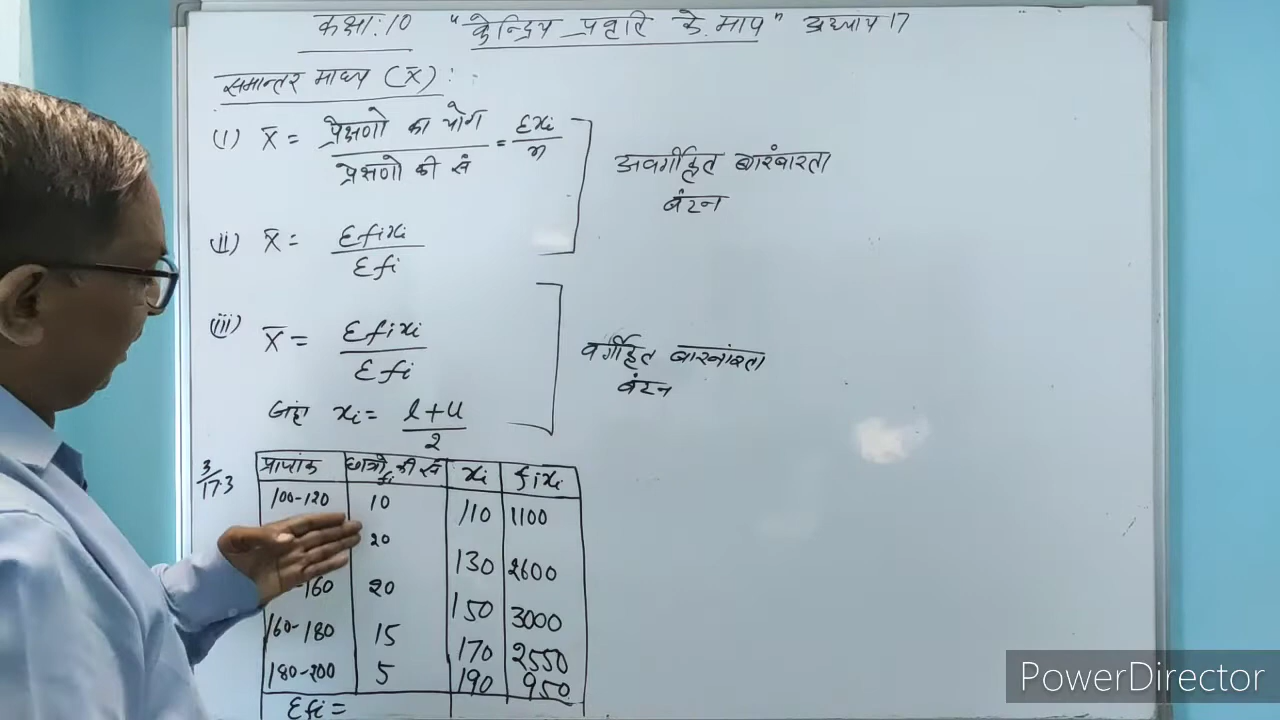 कक्षा:10 "केन्द्रिय प्रवृति के माप" अध्याय 17
समान्तर माध्य (x̄):
(i) x̄ = प्रेक्षणो का योग / प्रेक्षणो की सं = Σxi / n
अवर्गीकृत बारंबारता
बंटन
(ii) x̄ = Σfixi / Σfi
(iii) x̄ = Σfixi / Σfi
वर्गीकृत बारंबारता
बंटन
जहा xi = l+u / 2
3/17.3
प्राप्तांक छात्रो की सं fi xi fixi
100-120 10 110 1100
20 130 2600
-160 20 150 3000
160-180 15 170 2550
180-200 5 190 950
Σfi =
PowerDirector